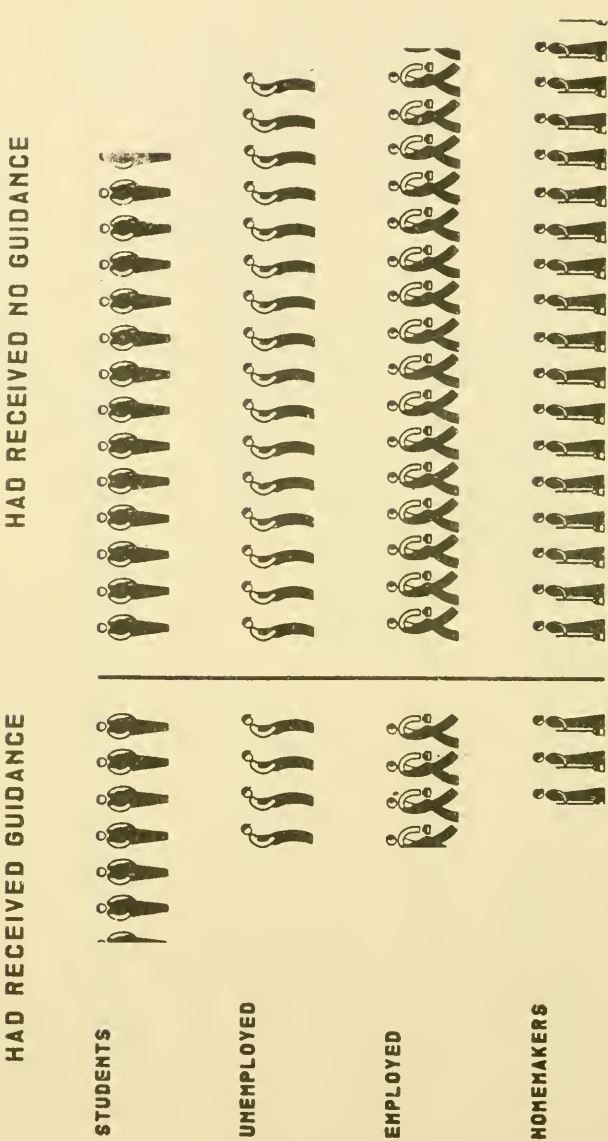 HAD RECEIVED GUIDANCE
HAD RECEIVED NO GUIDANCE
STUDENTS
UNEMPLOYED
EMPLOYED
HOMEMAKERS